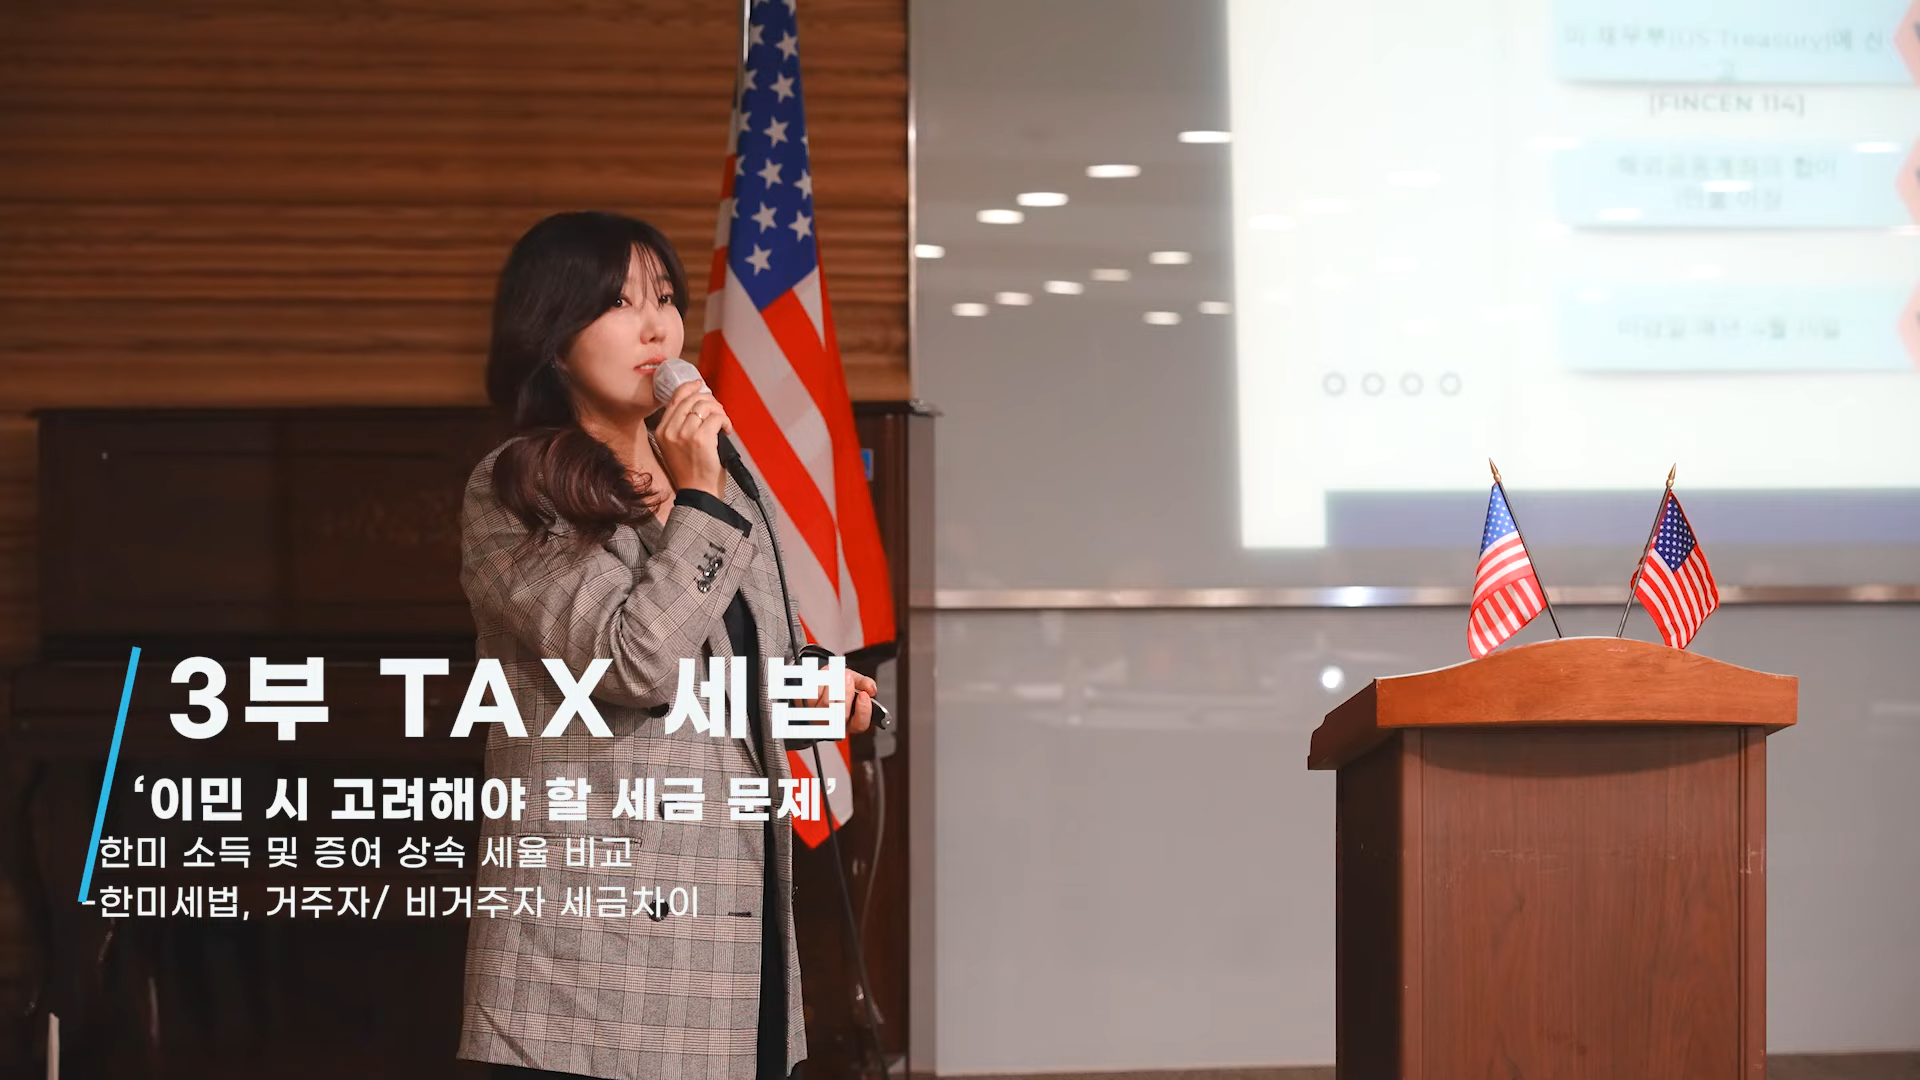 [FINCEN 114]
3부 TAX 세법
‘이민 시 고려해야 할 세금 문제’
한미 소득 및 증여 상속 세율 비교
-한미세법, 거주자/ 비거주자 세금차이